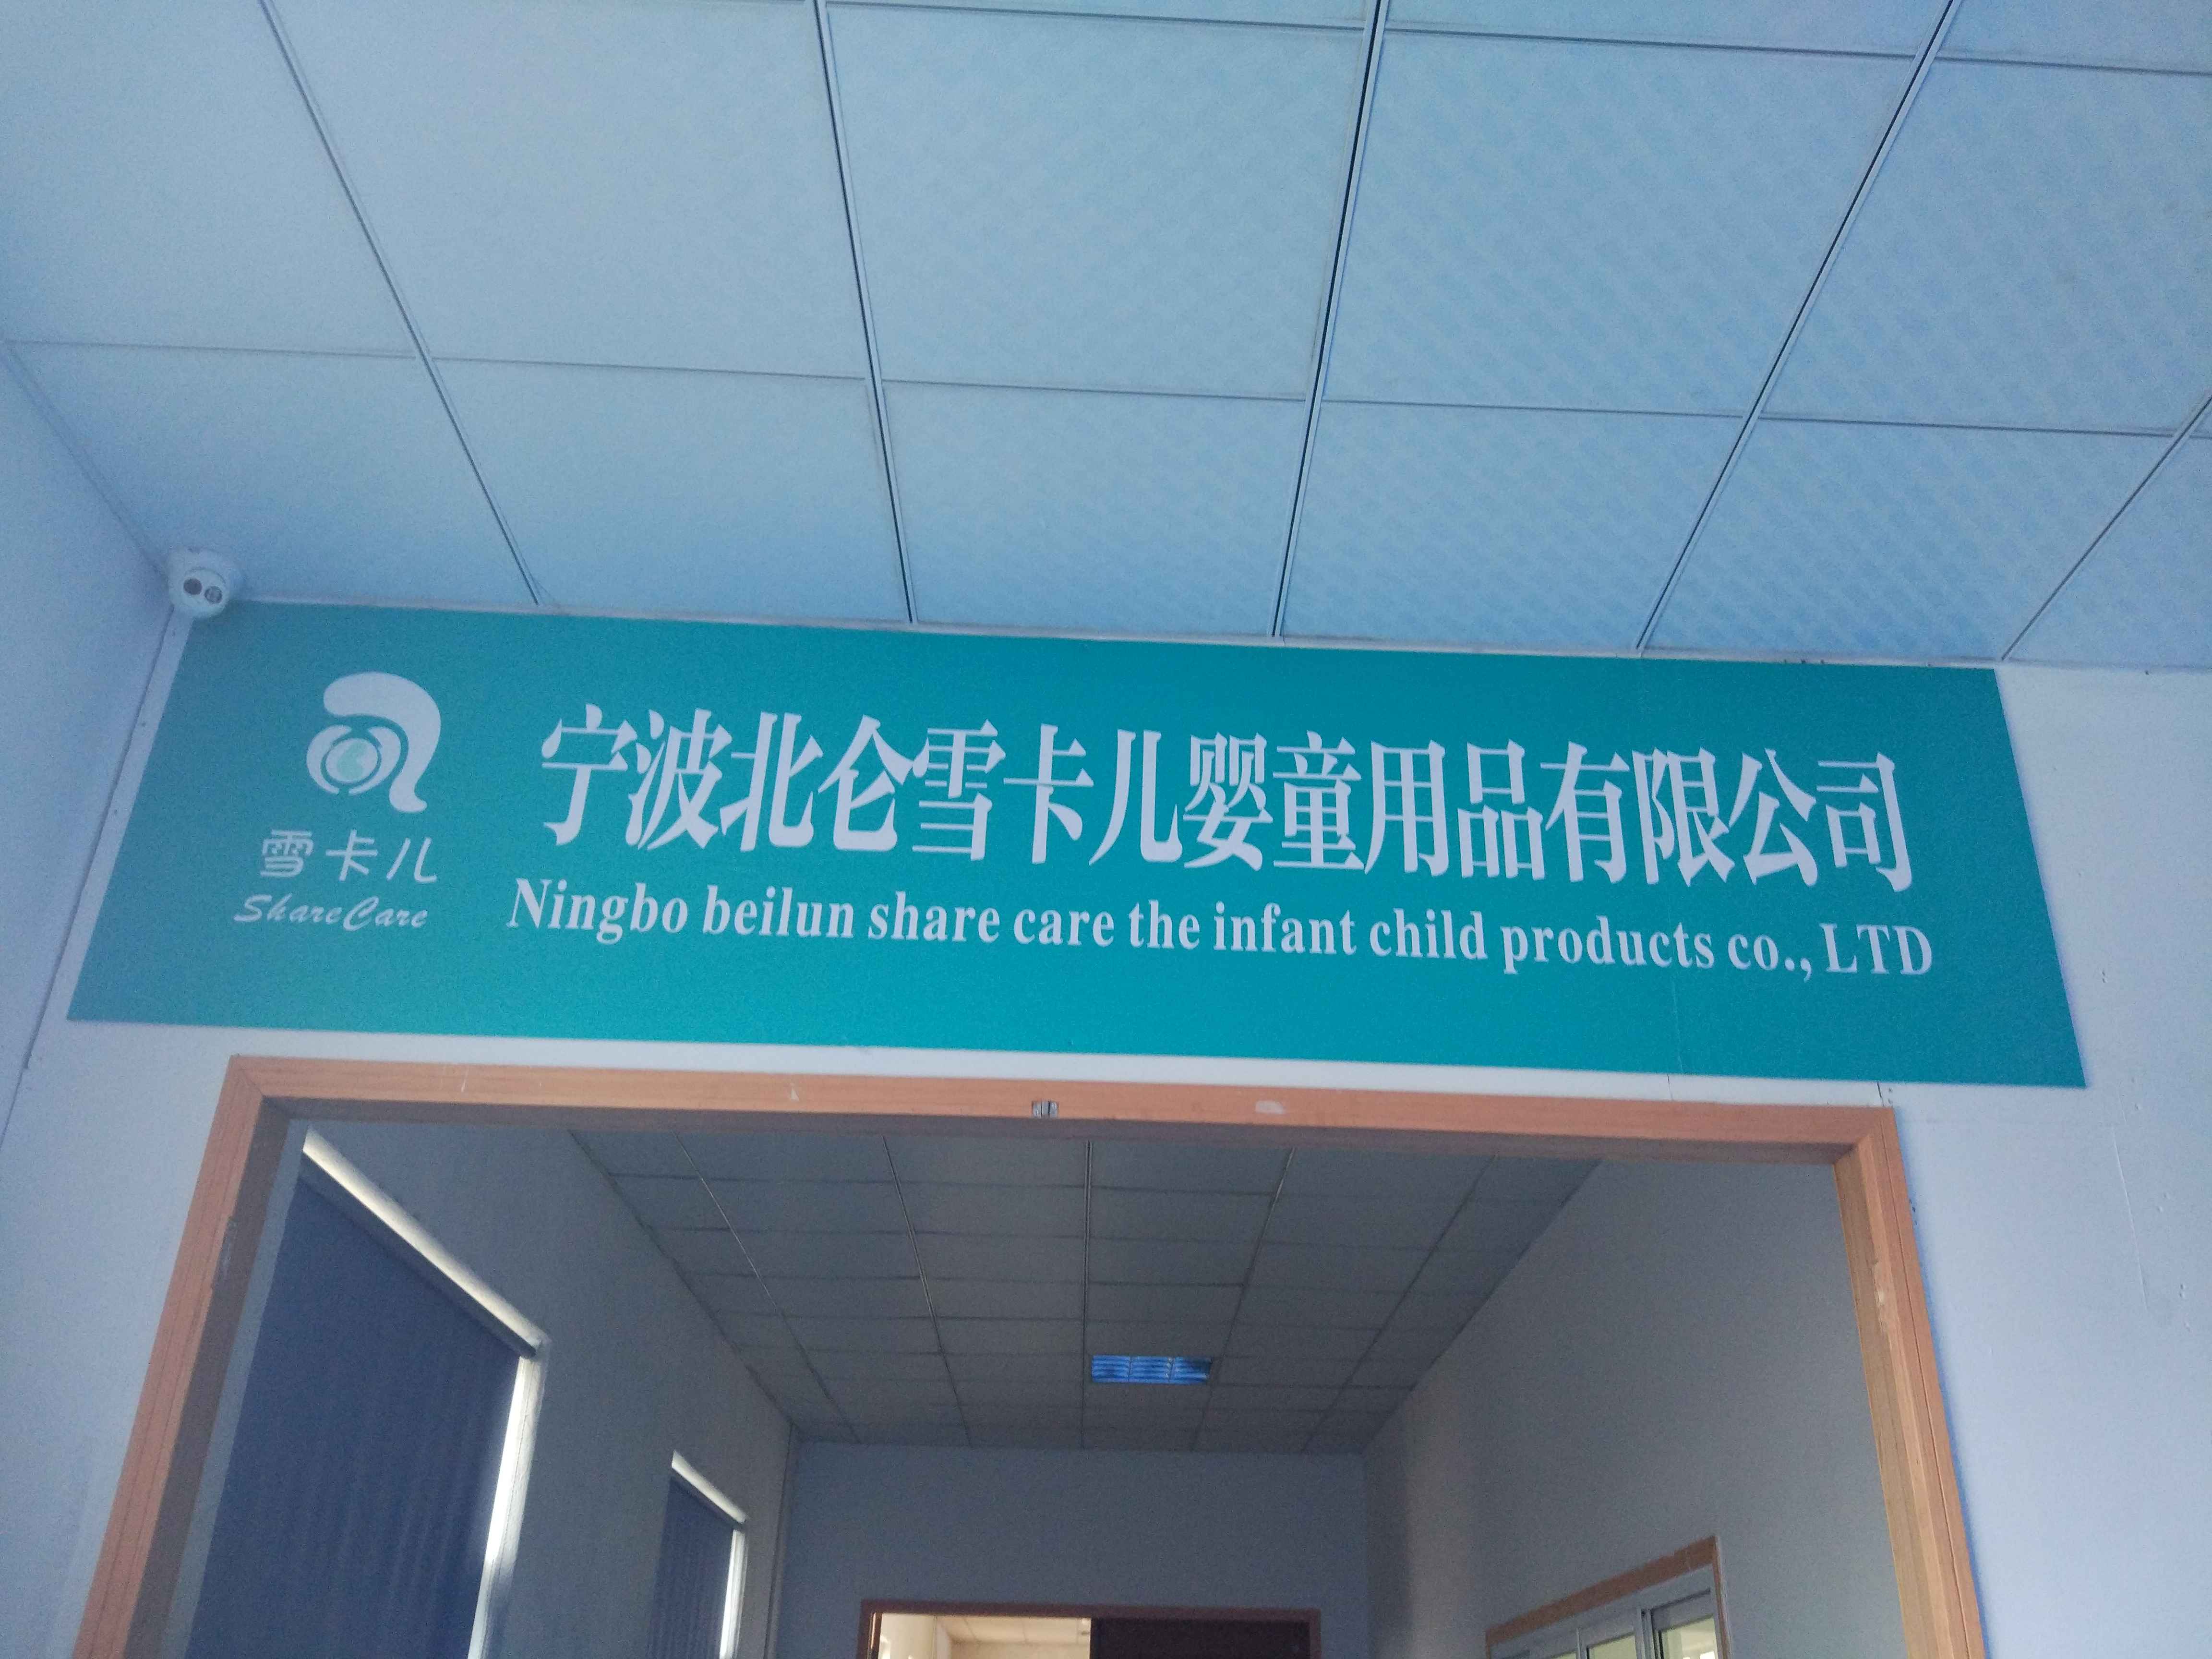 雪卡儿
ShareCare
宁波北仑雪卡儿婴童用品有限公司
Ningbo beilun share care the infant child products co., LTD